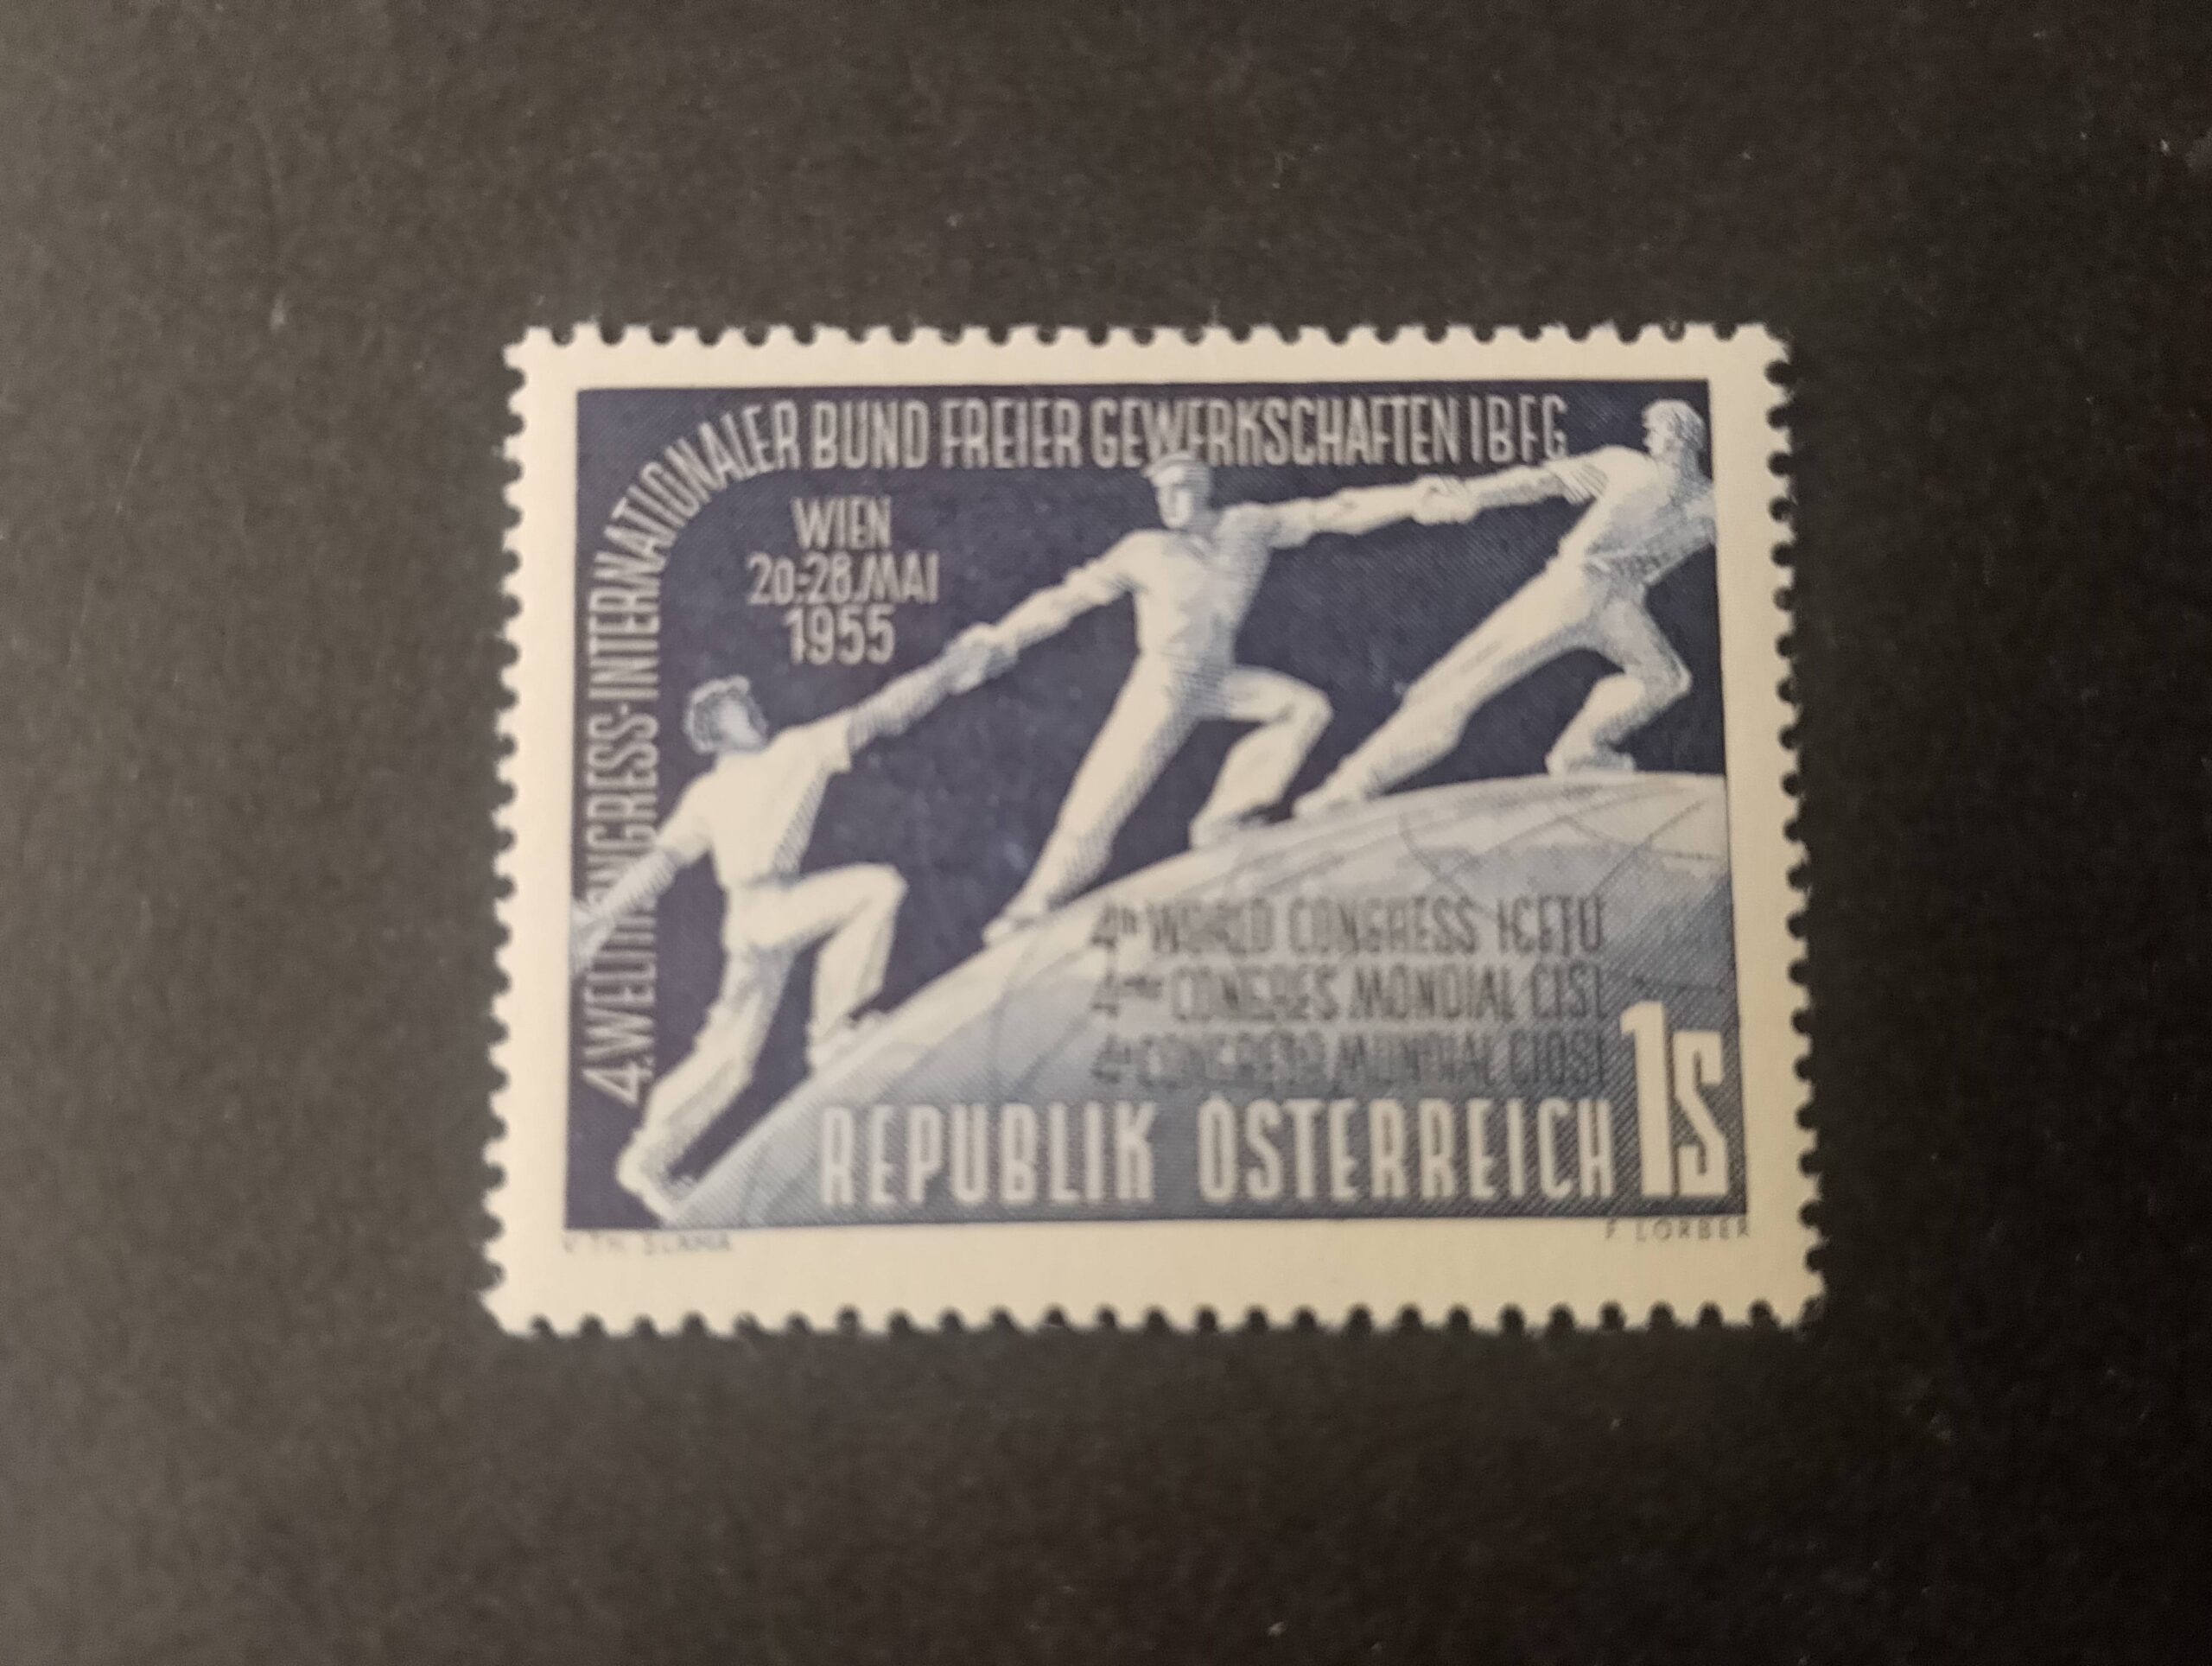 4. WELTKONGRESS-INTERNATIONALER BUND FREIER GEWERKSCHAFTEN IBFG
WIEN
20.-28. MAI
1955
4th WORLD CONGRESS ICFTU
4me CONGRES MONDIAL CISL
4º CONGRESO MUNDIAL CIOSL
1S
REPUBLIK ÖSTERREICH
SLAMA
F. LORBER